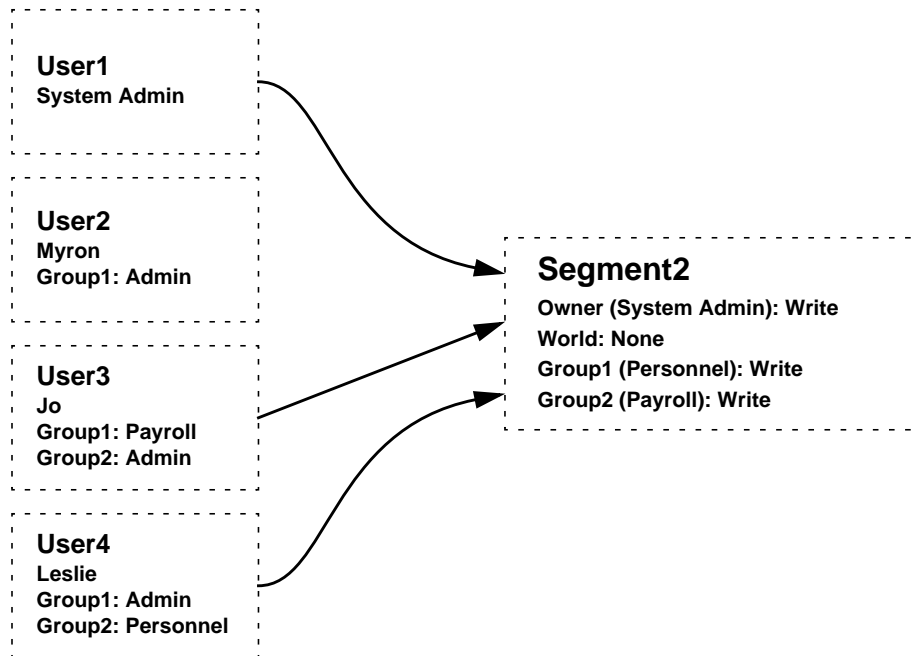 User1
System Admin
User2
Myron
Group1: Admin
User3
Jo
Group1: Payroll
Group2: Admin
User4
Leslie
Group1: Admin
Group2: Personnel
Segment2
Owner (System Admin): Write
World: None
Group1 (Personnel): Write
Group2 (Payroll): Write